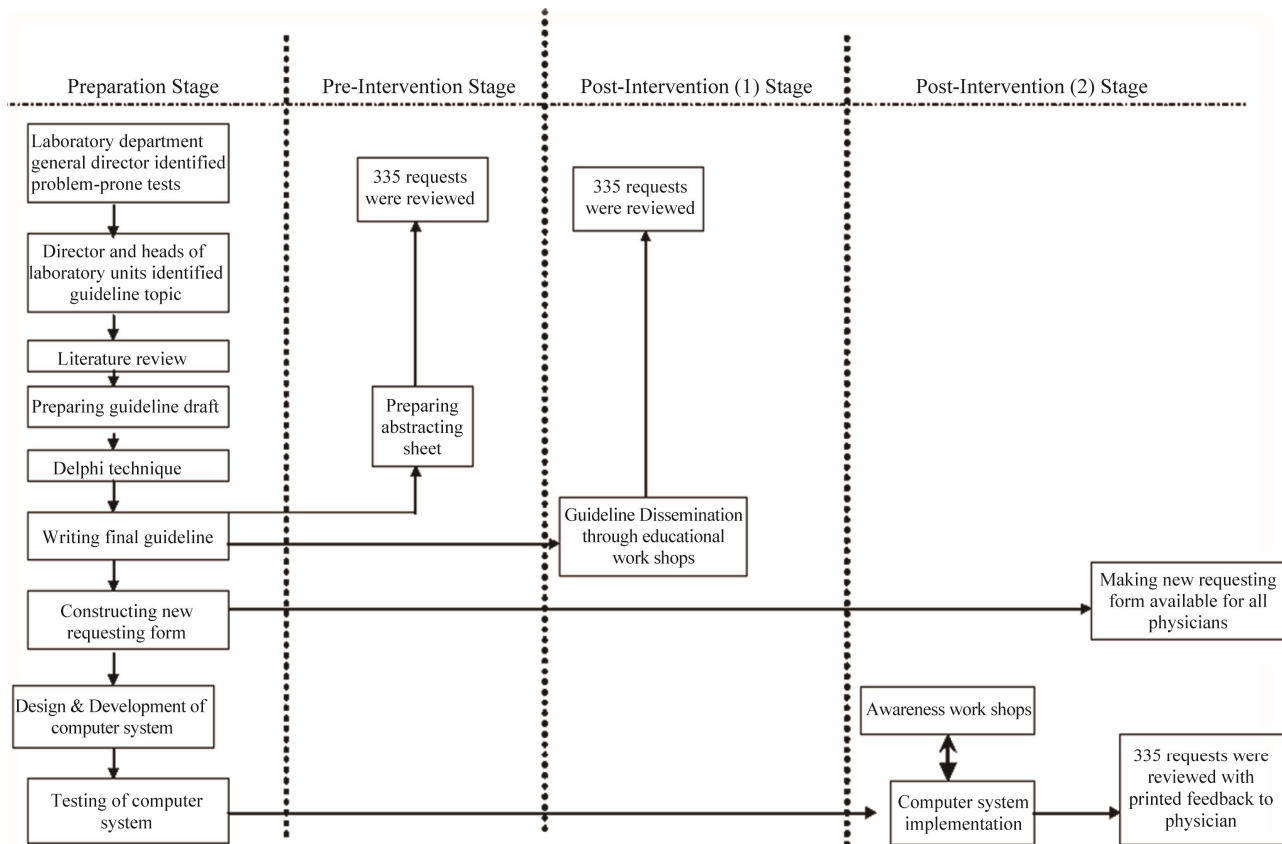 Preparation Stage
Pre-Intervention Stage
Post-Intervention (1) Stage
Post-Intervention (2) Stage
Laboratory department
general director identified
problem-prone tests
Director and heads of
laboratory units identified
guideline topic
Literature review
Preparing guideline draft
Delphi technique
Writing final guideline
Constructing new
requesting form
Design & Development of
computer system
Testing of computer
system
335 requests
were reviewed
Preparing
abstracting
sheet
335 requests
were reviewed
Guideline Dissemination
through educational
work shops
Making new requesting
form available for all
physicians
Awareness work shops
Computer system
implementation
335 requests were
reviewed with
printed feedback to
physician